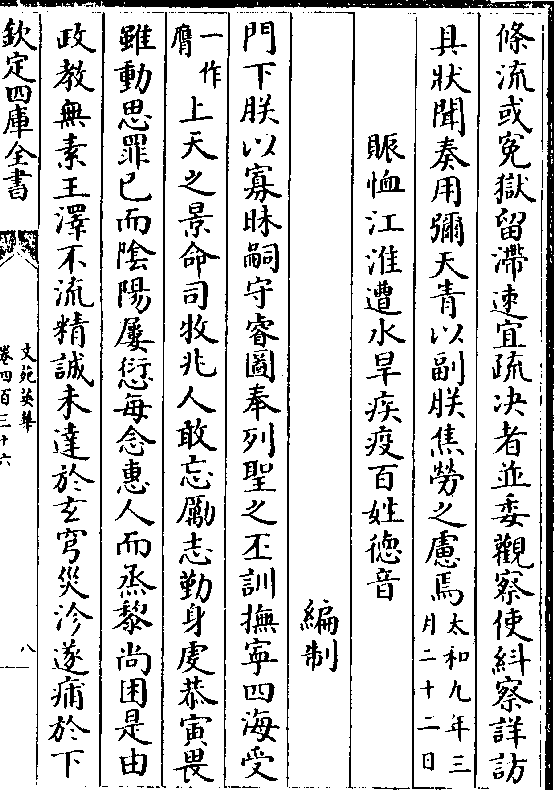 條流或寃獄留滯速宜疏决者並委觀察使紏察詳訪
具狀聞奏用彌天青以副朕焦勞之慮焉太和九年三月二十二日
賑恤江淮遭水旱疾疫百姓徳音
編制
門下朕以寡昧嗣守睿圖奉列聖之丕訓撫寧四海受
一作膺上天之景命司牧兆人敢忘勵志勤身虔恭寅畏
雖動思罪已而陰陽屢愆每念惠人而烝黎尚困是由
政教無素王澤不流精誠未達於玄穹災沴遂痛於下
欽定四庫全書
文苑英華
卷四百三十六
八